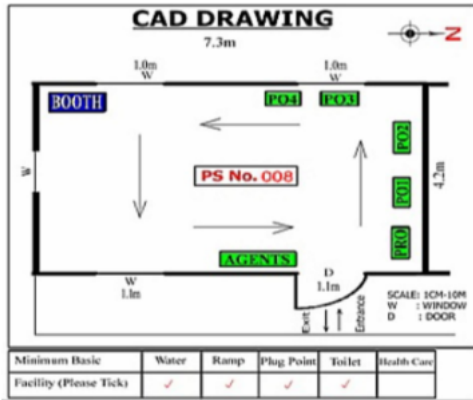 CAD DRAWING
7.3m
N
1.0m
W
1.0m
W
BOOTH
PO4
PO3
PO2
W
PS No. 008
4.2m
PO1
PRO
AGENTS
W
1.1m
D
1.1m
Exit
Entrance
SCALE: 1CM-10M
W : WINDOW
D : DOOR
Minimum Basic Water Ramp Plug Point Toilet Health Care
Facility (Please Tick) ✓ ✓ ✓ ✓